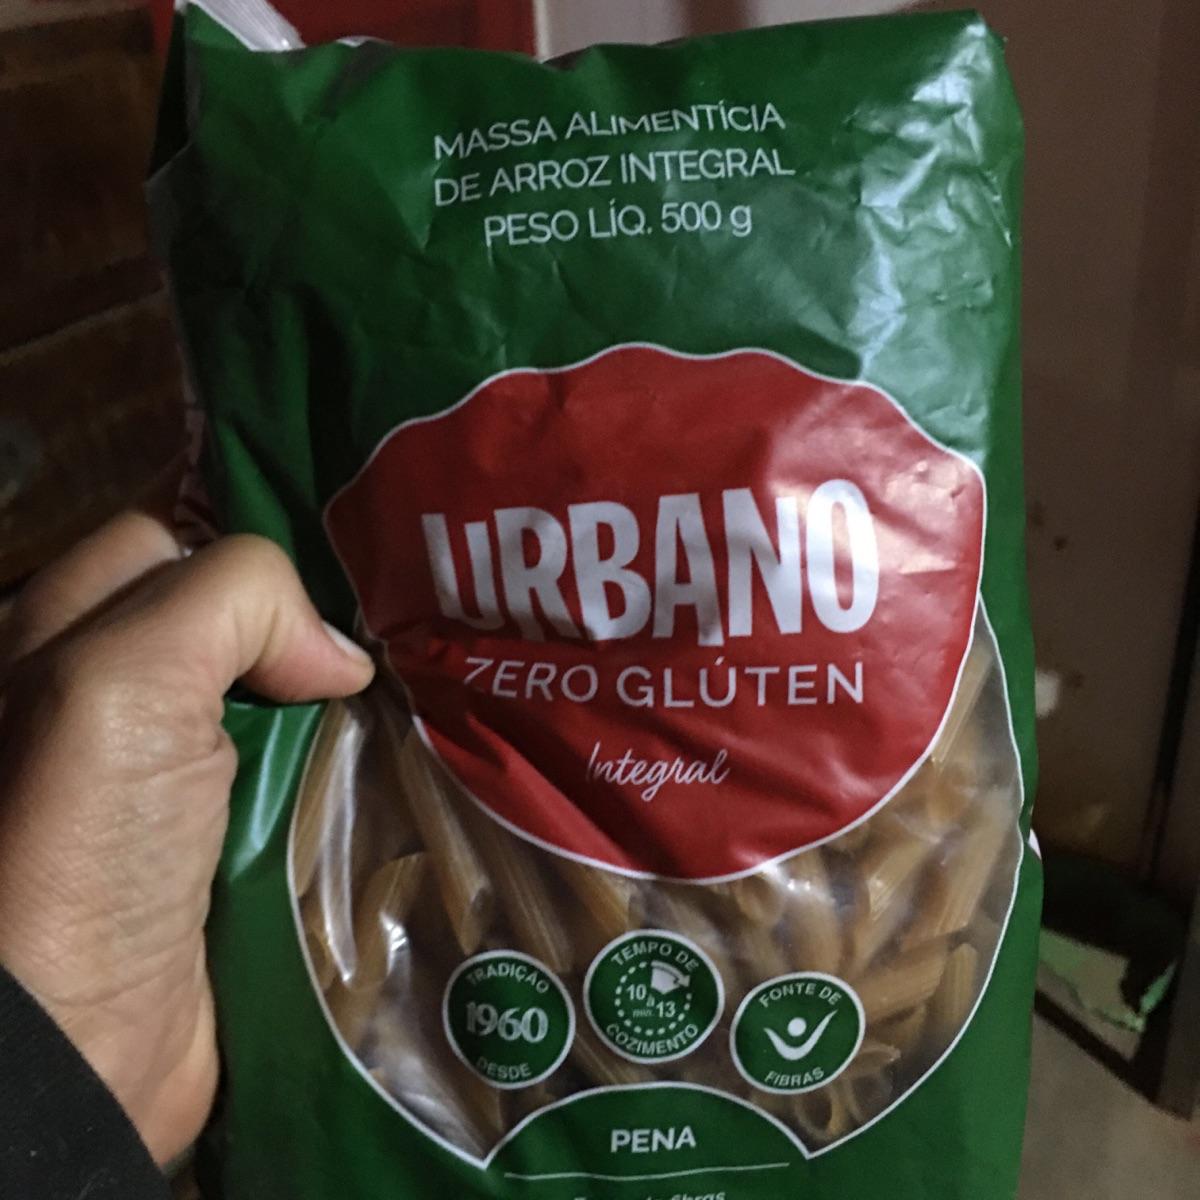 MASSA ALIMENTÍCIA
DE ARROZ INTEGRAL
PESO LÍQ. 500 g
URBANO
ZERO GLÚTEN
Integral
TRADIÇÃO
1960
DESDE
TEMPO DE
10 à 13
min.
COZIMENTO
FONTE DE
FIBRAS
PENA